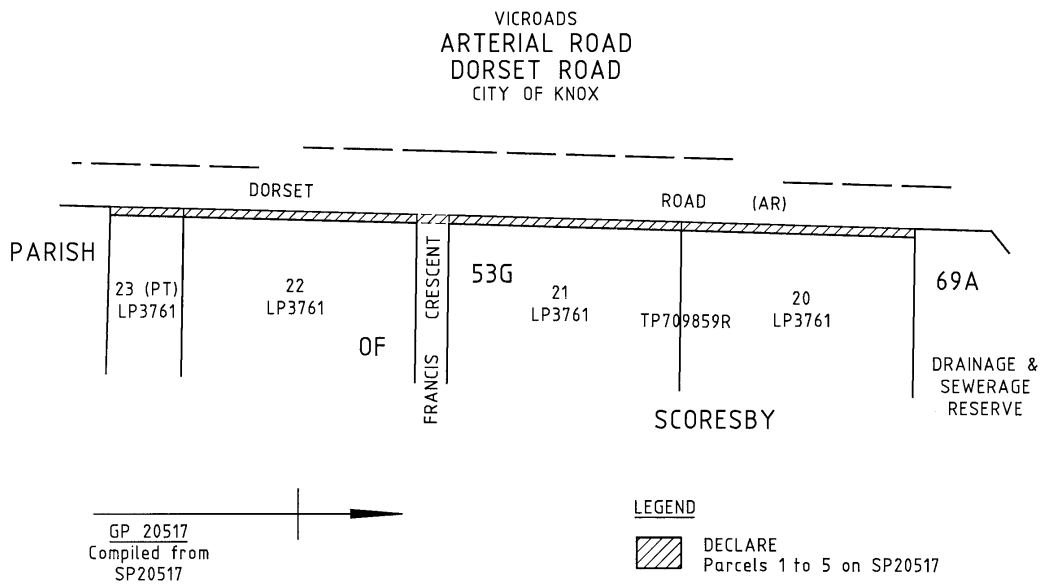 VICROADS
ARTERIAL ROAD
DORSET ROAD
CITY OF KNOX
DORSET ROAD (AR)
PARISH
23 (PT)
LP3761
22
LP3761
OF
FRANCIS CRESCENT
53G
21
LP3761
TP709859R
20
LP3761
69A
DRAINAGE &
SEWERAGE
RESERVE
SCORESBY
GP 20517
Compiled from
SP20517
LEGEND
DECLARE
Parcels 1 to 5 on SP20517